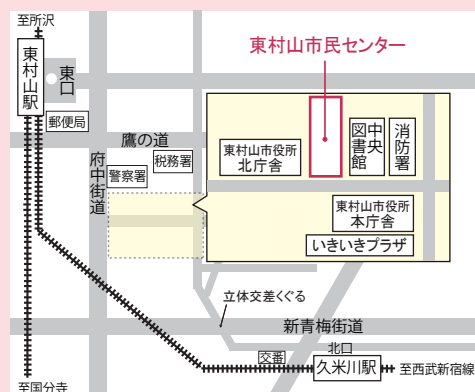 至所沢
東村山市民センター
東村山駅
東口
郵便局
鷹の道
税務署
警察署
府中街道
東村山市役所
北庁舎
中央
図書館
消防署
東村山市役所
本庁舎
いきいきプラザ
立体交差くぐる
新青梅街道
北口
交番
久米川駅
至西武新宿線
至国分寺